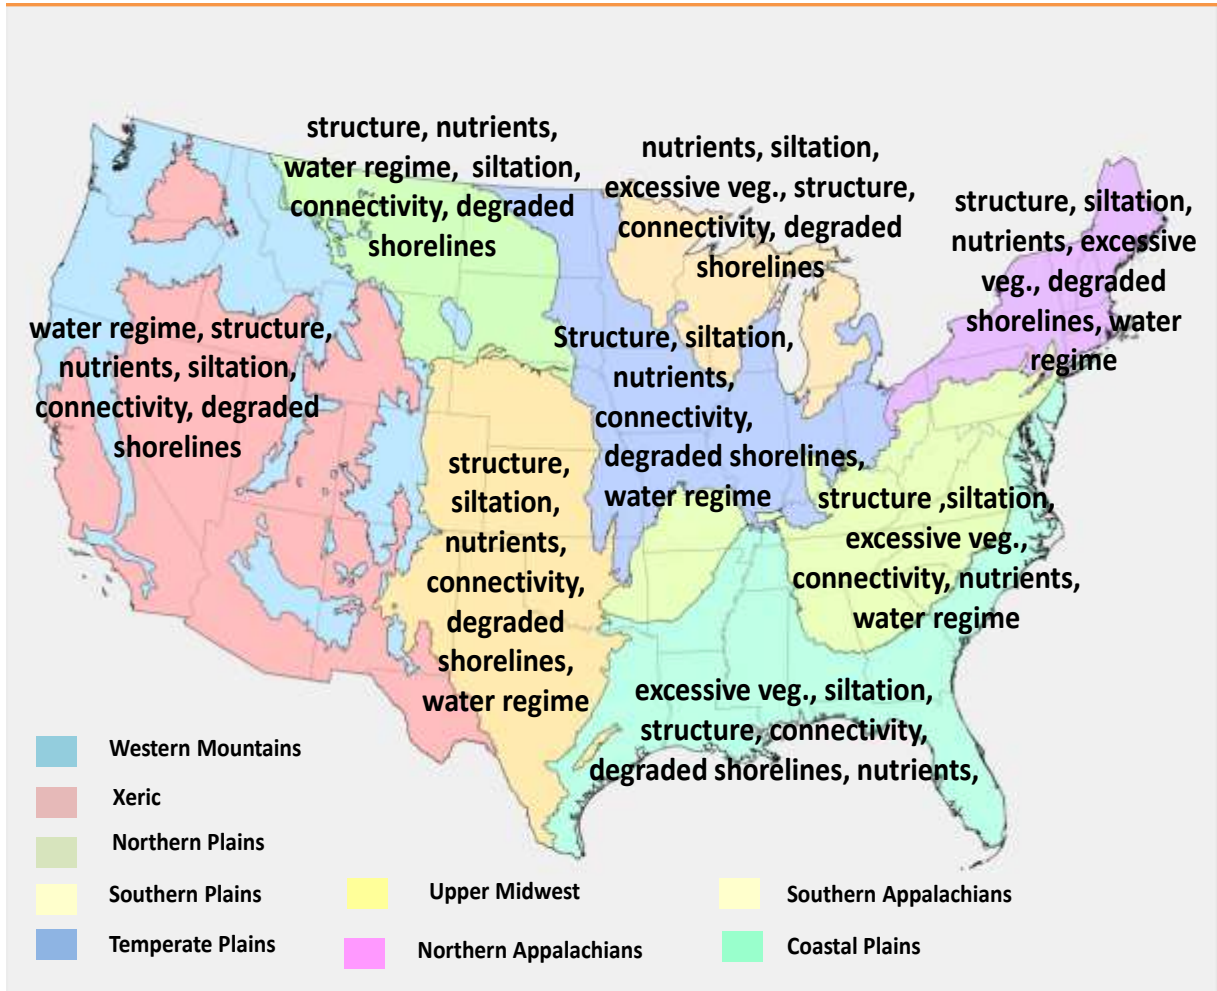 structure, nutrients,
water regime, siltation,
connectivity, degraded
shorelines
nutrients, siltation,
excessive veg., structure,
connectivity, degraded
shorelines
structure, siltation,
nutrients, excessive
veg., degraded
shorelines, water
regime
water regime, structure,
nutrients, siltation,
connectivity, degraded
shorelines
Structure, siltation,
nutrients,
connectivity,
degraded shorelines,
water regime
structure,
siltation,
nutrients,
connectivity,
degraded
shorelines,
water regime
structure ,siltation,
excessive veg.,
connectivity, nutrients,
water regime
excessive veg., siltation,
structure, connectivity,
degraded shorelines, nutrients,
Western Mountains
Xeric
Northern Plains
Southern Plains
Temperate Plains
Upper Midwest
Northern Appalachians
Southern Appalachians
Coastal Plains